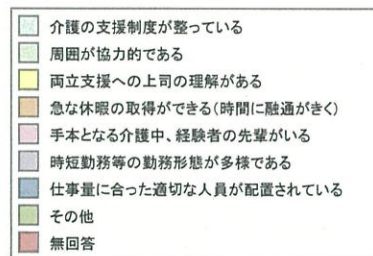 介護の支援制度が整っている
周囲が協力的である
両立支援への上司の理解がある
急な休暇の取得ができる(時間に融通がきく)
手本となる介護中、経験者の先輩がいる
時短勤務等の勤務形態が多様である
仕事量に合った適切な人員が配置されている
その他
無回答